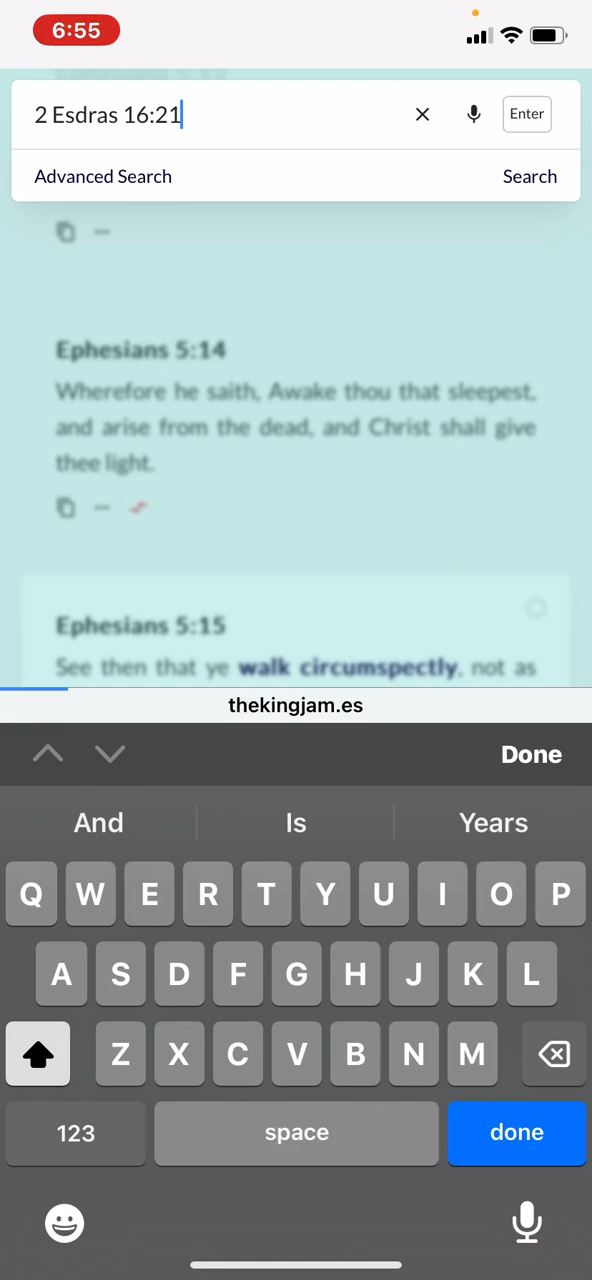 6:55
2 Esdras 16:21
Enter
Advanced Search
Search
Ephesians 5:14
Wherefore he saith, Awake thou that sleepest,
and arise from the dead, and Christ shall give
thee light.
Ephesians 5:15
See then that ye walk circumspectly, not as
thekingjam.es
Done
And
Is
Years
Q W E R T Y U I O P
A S D F G H J K L
Z X C V B N M
123
space
done